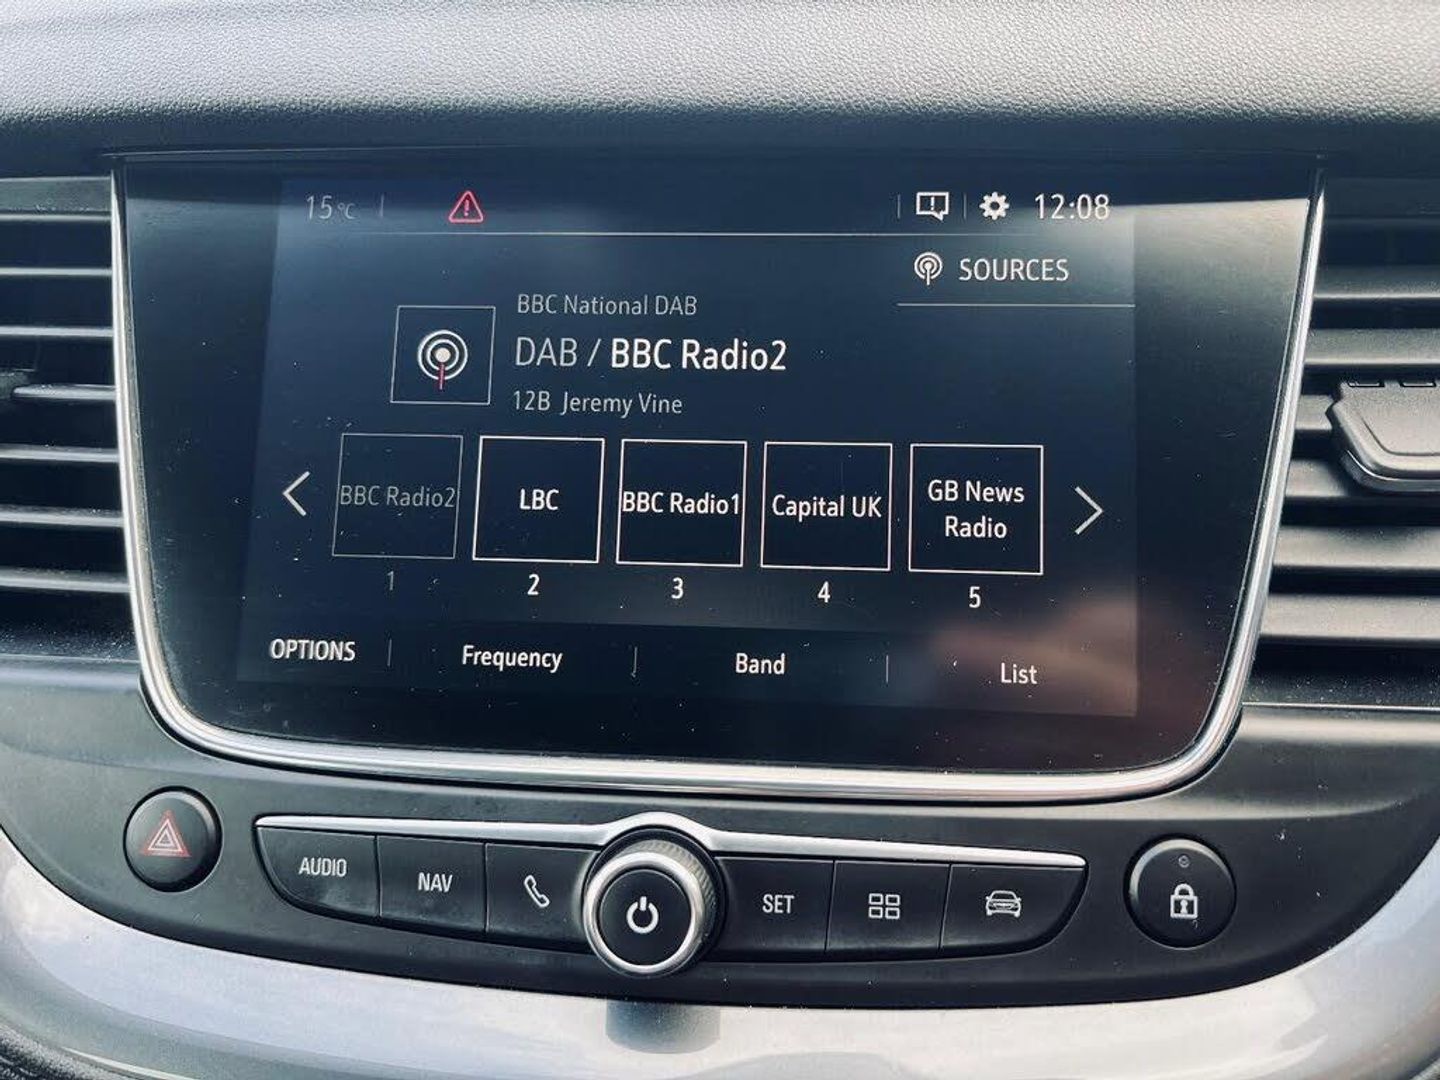 15°C
12:08
SOURCES
BBC National DAB
DAB / BBC Radio2
12B Jeremy Vine
BBC Radio2
LBC
BBC Radio1
Capital UK
GB News
Radio
1
2
3
4
5
OPTIONS
Frequency
Band
List
AUDIO
NAV
SET